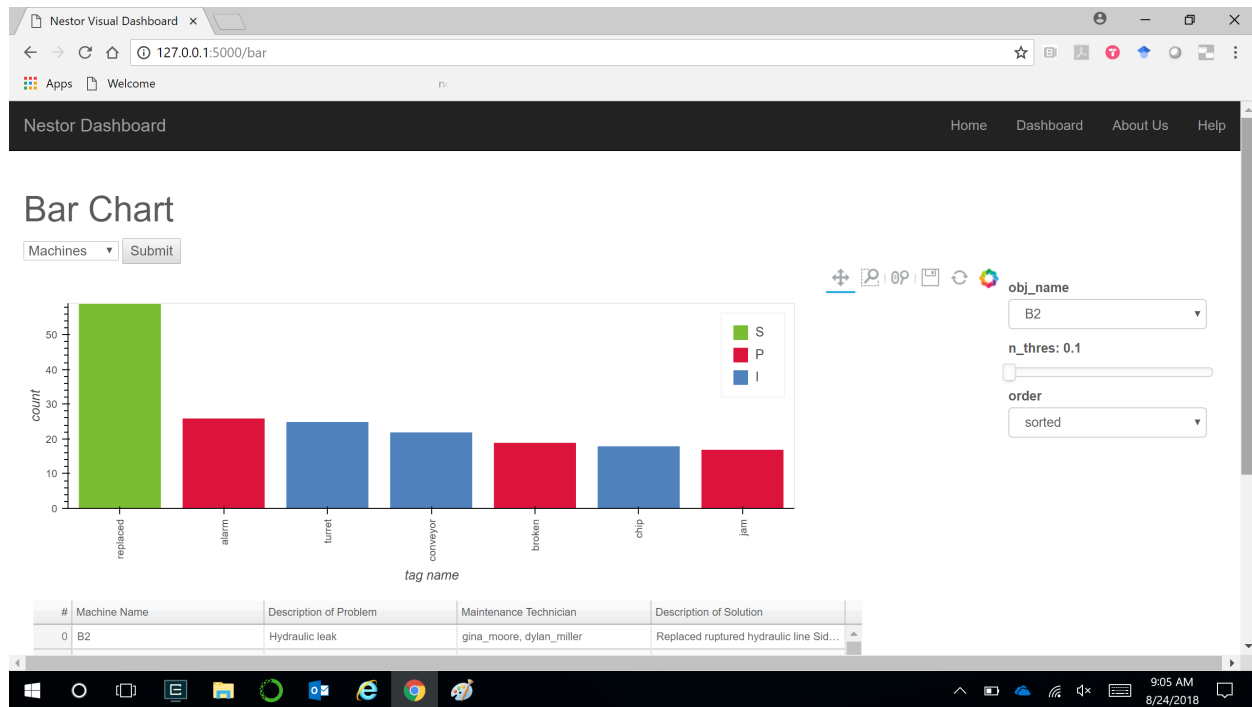 Nestor Visual Dashboard
127.0.0.1:5000/bar
Apps Welcome
Nestor Dashboard Home Dashboard About Us Help
Bar Chart
Machines Submit
obj_name
B2
n_thres: 0.1
order
sorted
S
P
I
count
50
40
30
20
10
0
replaced alarm turret conveyor broken chip jam
tag name
# Machine Name Description of Problem Maintenance Technician Description of Solution
0 B2 Hydraulic leak gina_moore, dylan_miller Replaced ruptured hydraulic line Sid...
9:05 AM
8/24/2018